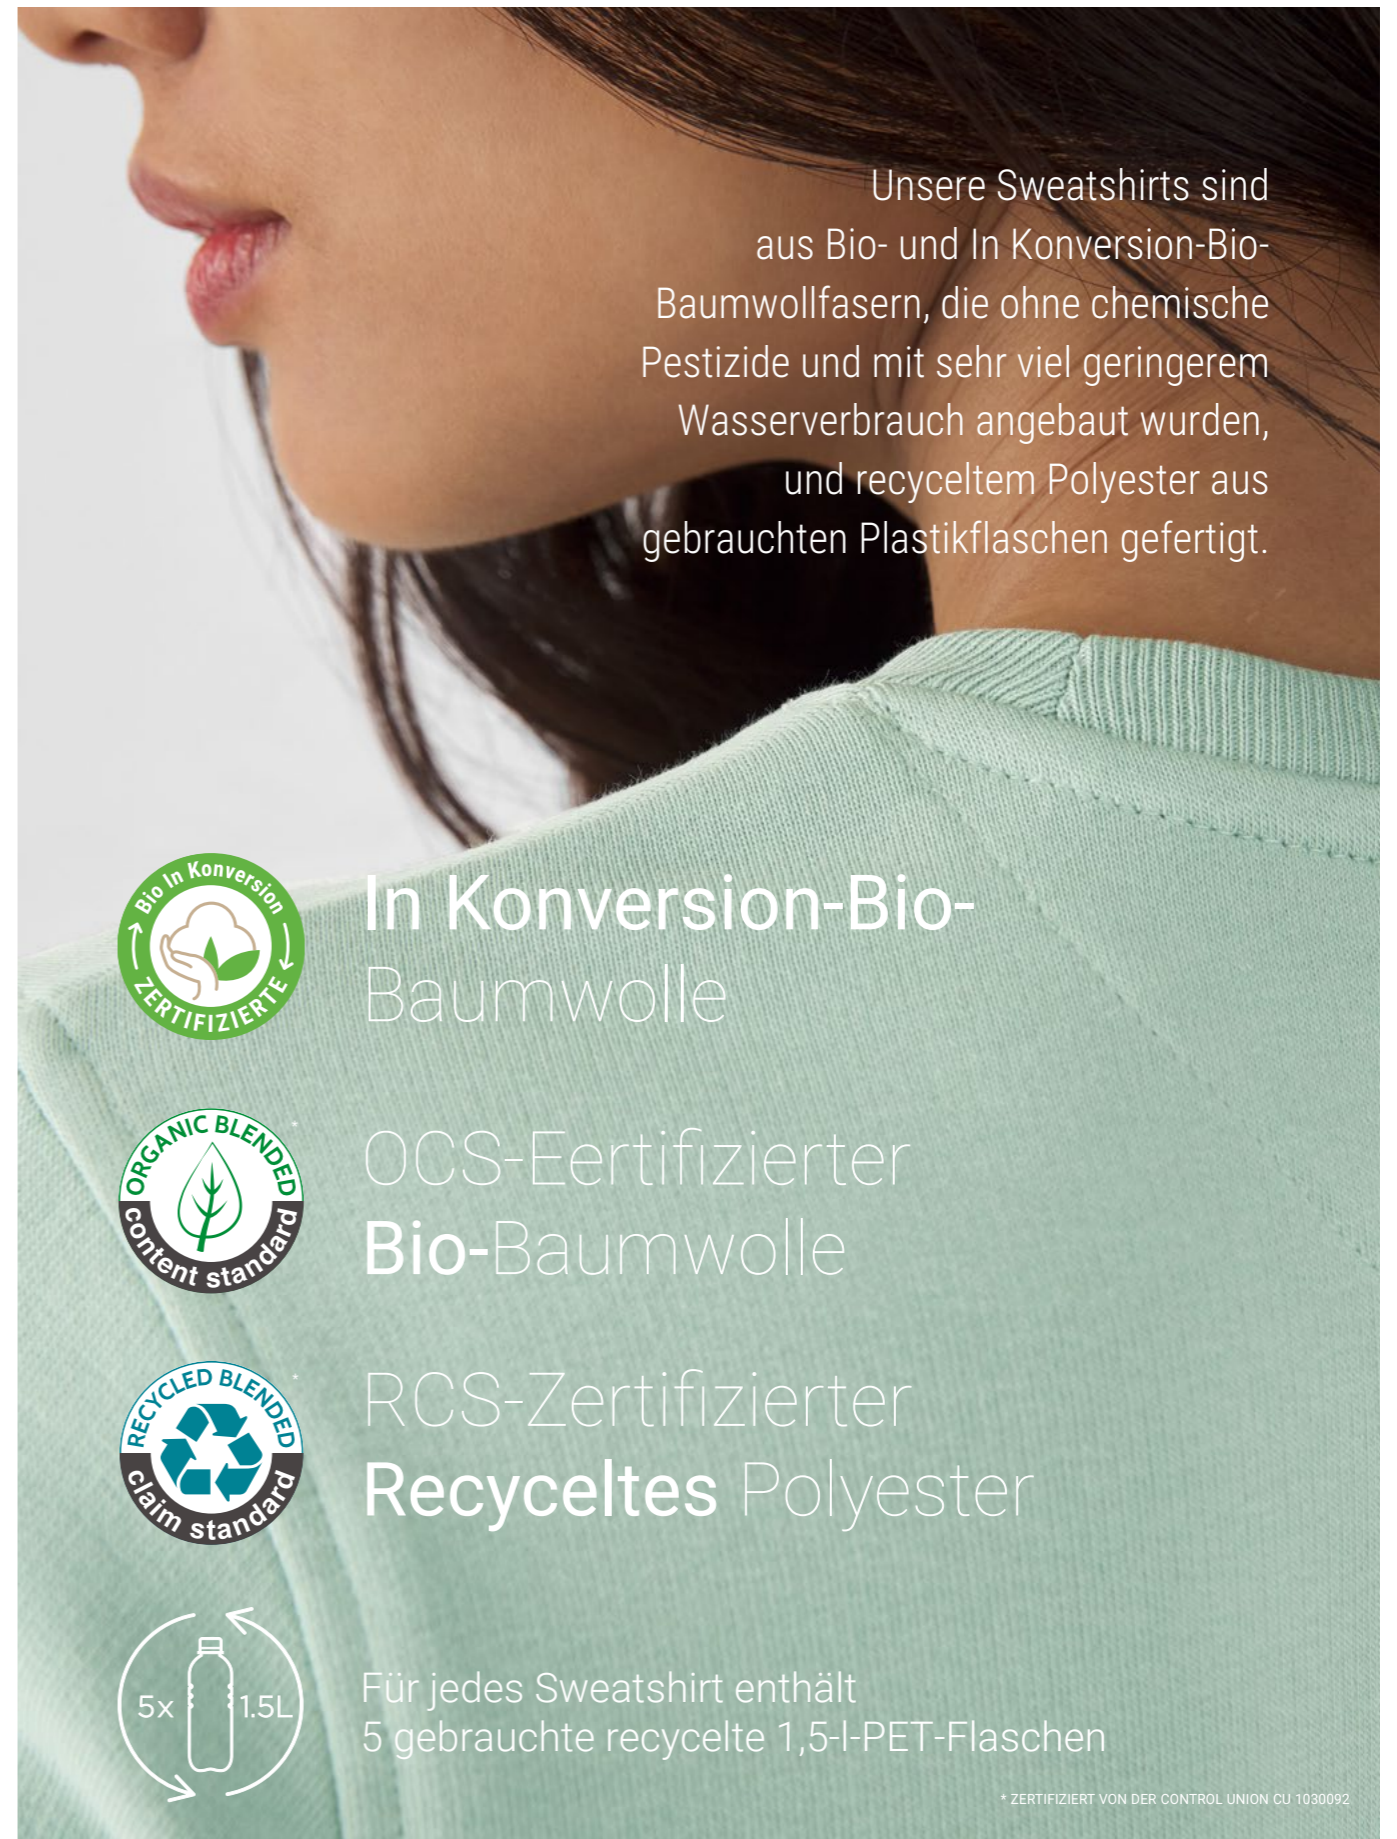 Unsere Sweatshirts sind
aus Bio- und In Konversion-Bio-
Baumwollfasern, die ohne chemische
Pestizide und mit sehr viel geringerem
Wasserverbrauch angebaut wurden,
und recyceltem Polyester aus
gebrauchten Plastikflaschen gefertigt.
Bio In Konversion
ZERTIFIZIERTE
In Konversion-Bio-
Baumwolle
ORGANIC BLENDED
content standard
*
OCS-Eertifizierter
Bio-Baumwolle
RECYCLED BLENDED
claim standard
*
RCS-Zertifizierter
Recyceltes Polyester
5x 1.5L
Für jedes Sweatshirt enthält
5 gebrauchte recycelte 1,5-l-PET-Flaschen
* ZERTIFIZIERT VON DER CONTROL UNION CU 1030092